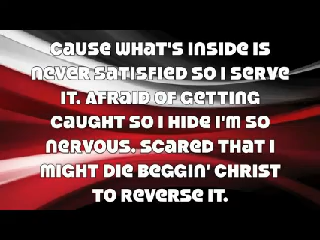 Cause what's inside is
never satisfied so I serve
it. Afraid of getting
caught so I hide I'm so
nervous. Scared that I
might die beggin' Christ
to reverse it.